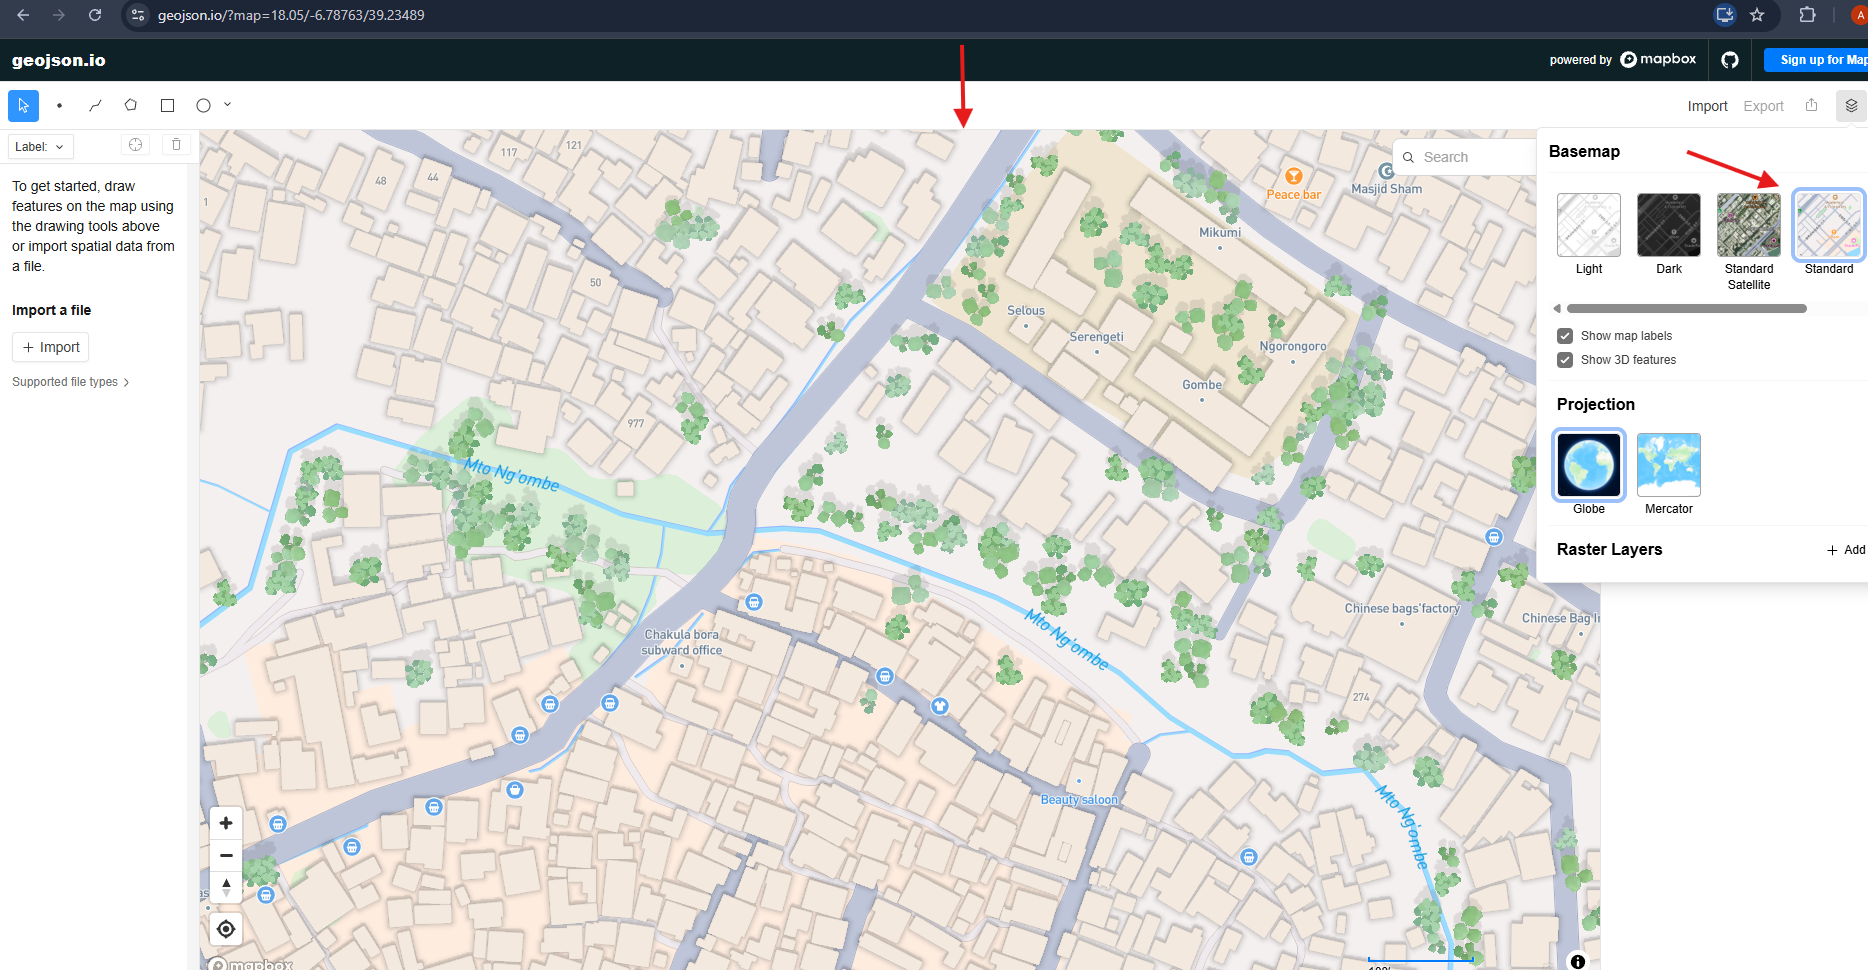 geojson.io/?map=18.05/-6.78763/39.23489
A
geojson.io
powered by mapbox
Sign up for Map
Import
Export
Label:
To get started, draw
features on the map using
the drawing tools above
or import spatial data from
a file.
Import a file
+ Import
Supported file types
Search
Basemap
Light
Dark
Standard
Satellite
Standard
Show map labels
Show 3D features
Projection
Globe
Mercator
Raster Layers
+ Add
117
121
48
44
1
50
977
274
Peace bar
Masjid Sham
Mikumi
Selous
Serengeti
Ngorongoro
Gombe
Mto Ng'ombe
Chinese bags'factory
Chinese Bag
Chakula bora
subward office
Mto Ng'ombe
Beauty saloon
Mto Ng'ombe
mapbox